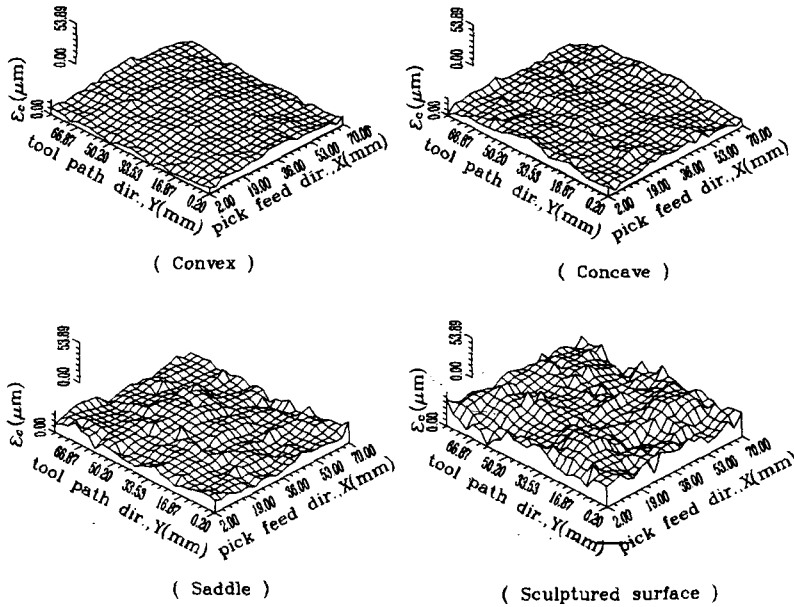 53.89
0.00
ε_c(μm)
0.00
66.87 50.20 33.53 16.87 0.20
tool path dir.,Y(mm)
2.00 19.00 36.00 53.00 70.00
pick feed dir.,X(mm)
( Convex )
53.89
0.00
ε_c(μm)
0.00
66.87 50.20 33.53 16.87 0.20
tool path dir.,Y(mm)
2.00 19.00 36.00 53.00 70.00
pick feed dir.,X(mm)
( Concave )
53.89
0.00
ε_c(μm)
0.00
66.87 50.20 33.53 16.87 0.20
tool path dir.,Y(mm)
2.00 19.00 36.00 53.00 70.00
pick feed dir.,X(mm)
( Saddle )
53.89
0.00
ε_c(μm)
0.00
66.87 50.20 33.53 16.87 0.20
tool path dir.,Y(mm)
2.00 19.00 36.00 53.00 70.00
pick feed dir.,X(mm)
( Sculptured surface )